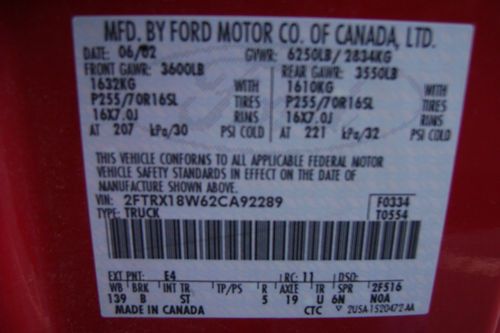 MFD. BY FORD MOTOR CO. OF CANADA, LTD.
DATE: 06/02 GVWR: 6250LB/ 2834KG
FRONT GAWR: 3600LB REAR GAWR: 3550LB
1632KG WITH 1610KG WITH
P255/70R16SL TIRES P255/70R16SL TIRES
16X7.0J RIMS 16X7.0J RIMS
AT 207 kPa/30 PSI COLD AT 221 kPa/32 PSI COLD
THIS VEHICLE CONFORMS TO ALL APPLICABLE FEDERAL MOTOR
VEHICLE SAFETY STANDARDS IN EFFECT ON THE DATE OF
MANUFACTURE SHOWN ABOVE.
VIN: 2FTRX18W62CA92289 F0334
TYPE: TRUCK T0554
EXT PNT: E4 RC: 11 DSO:
WB BRK INT TR TP/PS R AXLE TR SPR 2F516
139 B ST 5 19 U 6N N0A
MADE IN CANADA CTC 2U5A-1520472-AA